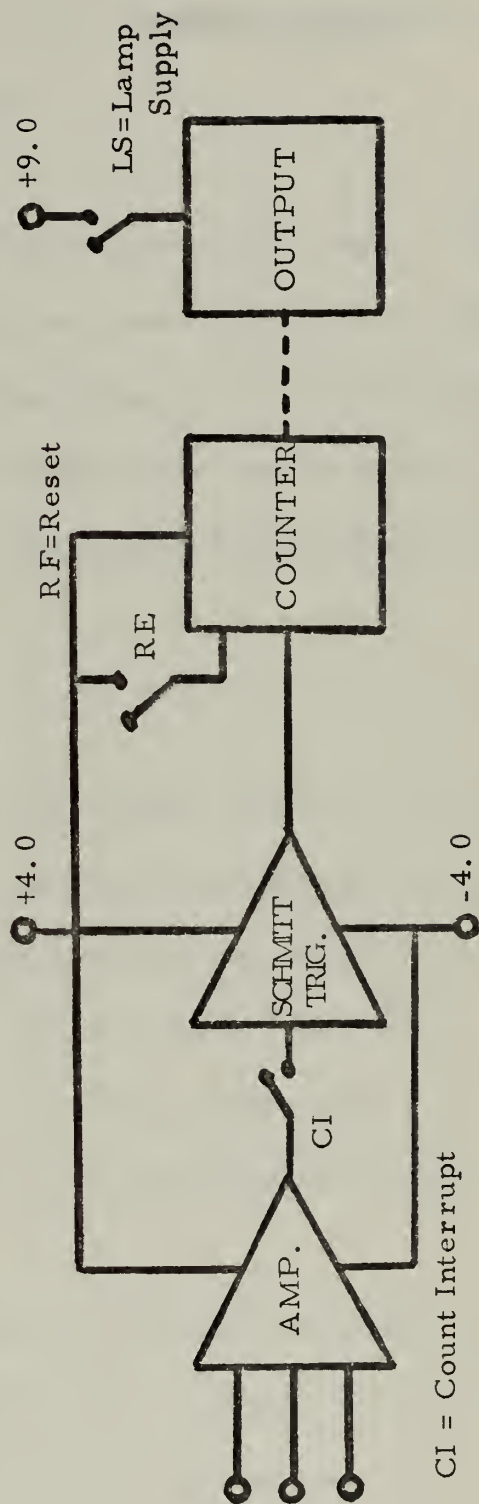 +9.0
LS=Lamp
Supply
OUTPUT
RF=Reset
RE
COUNTER
+4.0
SCHMITT
TRIG.
-4.0
CI
AMP.
CI = Count Interrupt